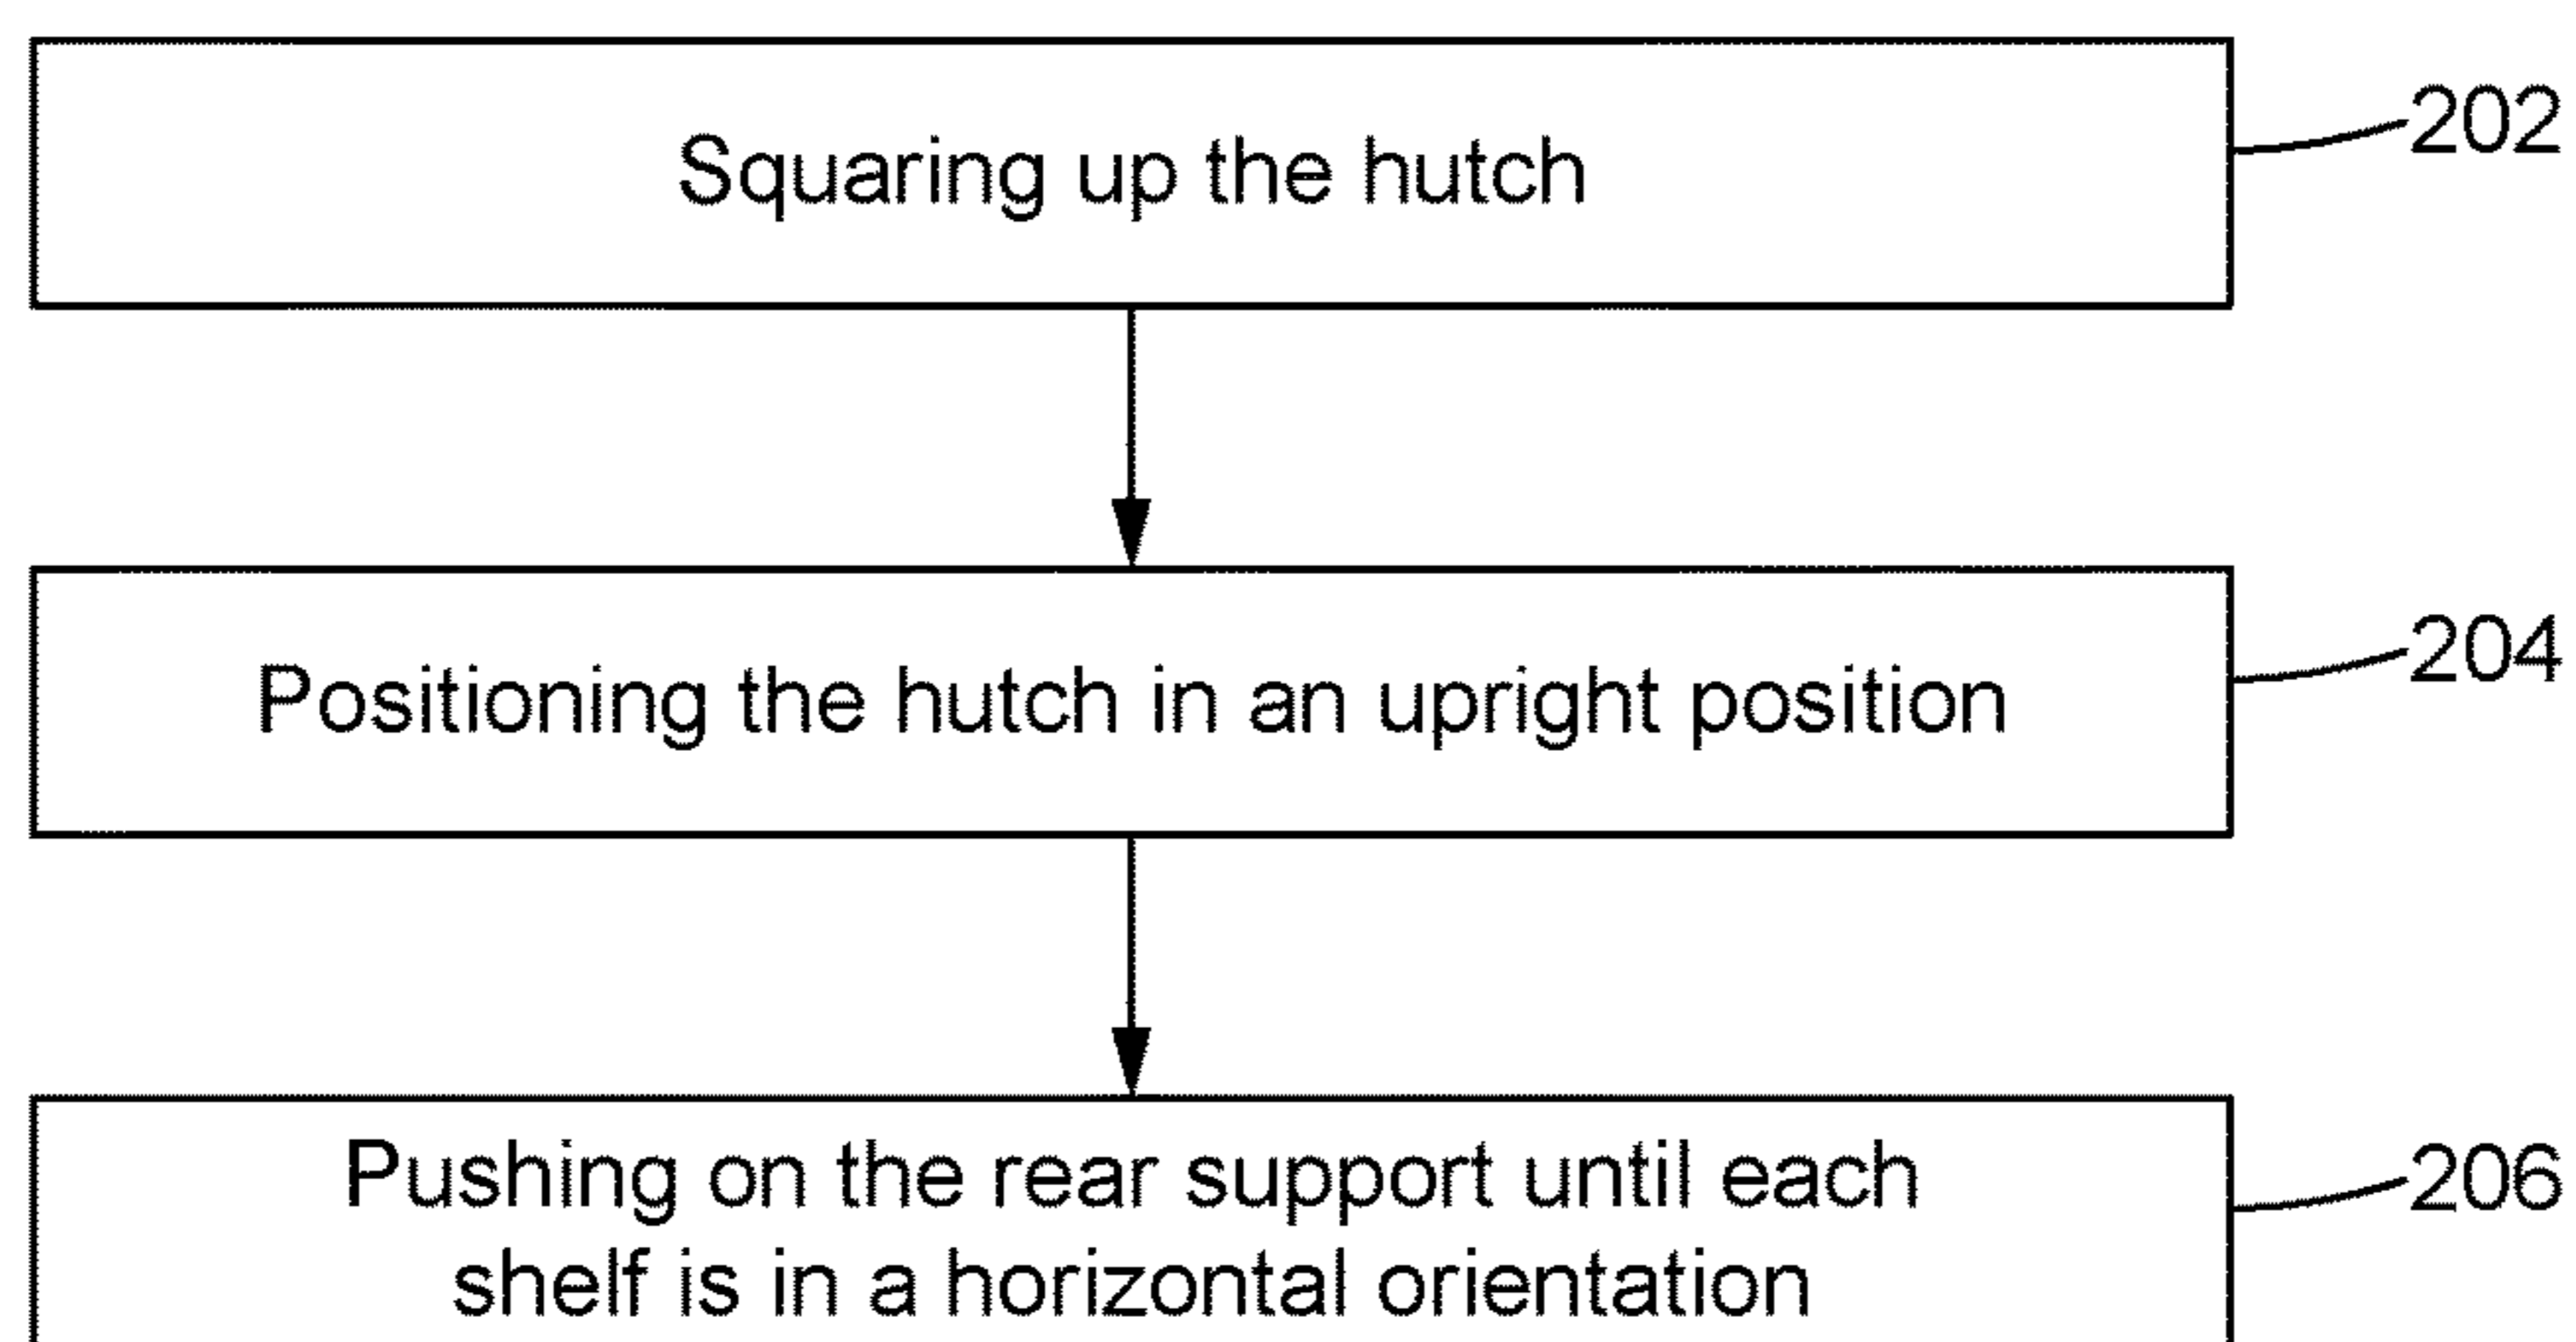 Squaring up the hutch
202
Positioning the hutch in an upright position
204
Pushing on the rear support until each
shelf is in a horizontal orientation
206